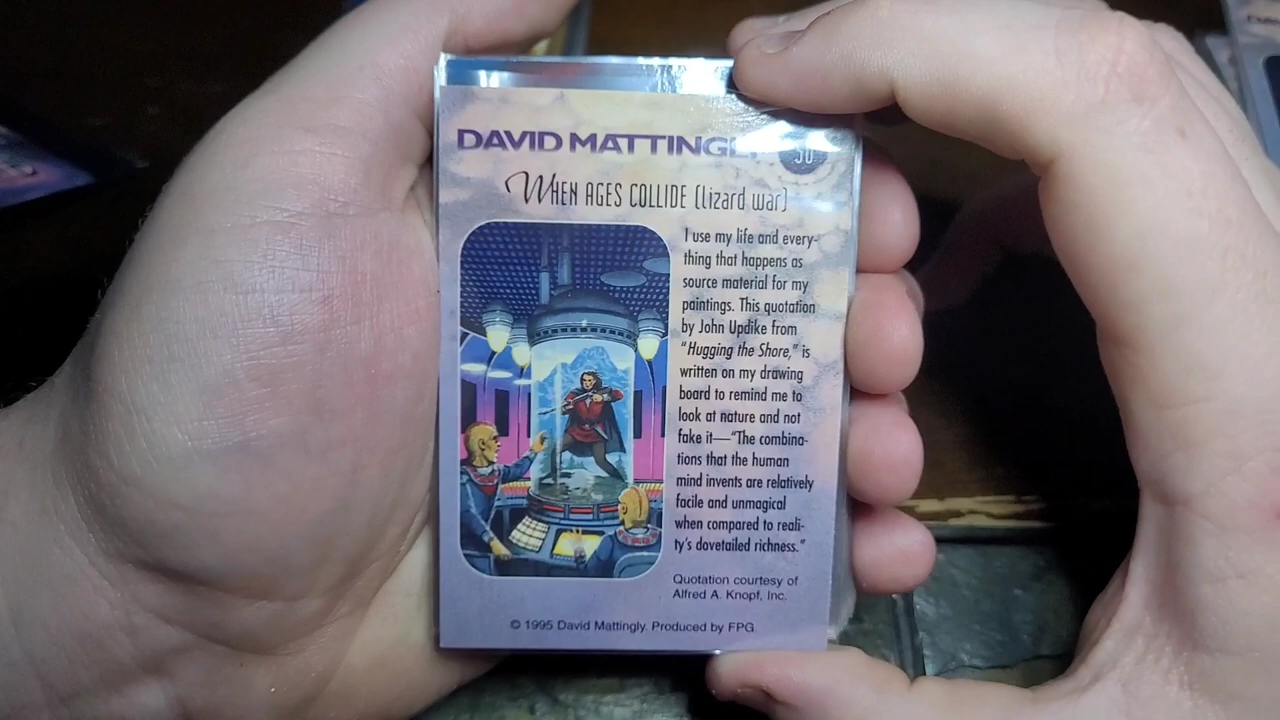 DAVID MATTINGL
WHEN AGES COLLIDE (lizard war)
I use my life and every-
thing that happens as
source material for my
paintings. This quotation
by John Updike from
“Hugging the Shore,” is
written on my drawing
board to remind me to
look at nature and not
fake it—“The combina-
tions that the human
mind invents are relatively
facile and unmagical
when compared to reali-
ty’s dovetailed richness.”
Quotation courtesy of
Alfred A. Knopf, Inc.
© 1995 David Mattingly. Produced by FPG.